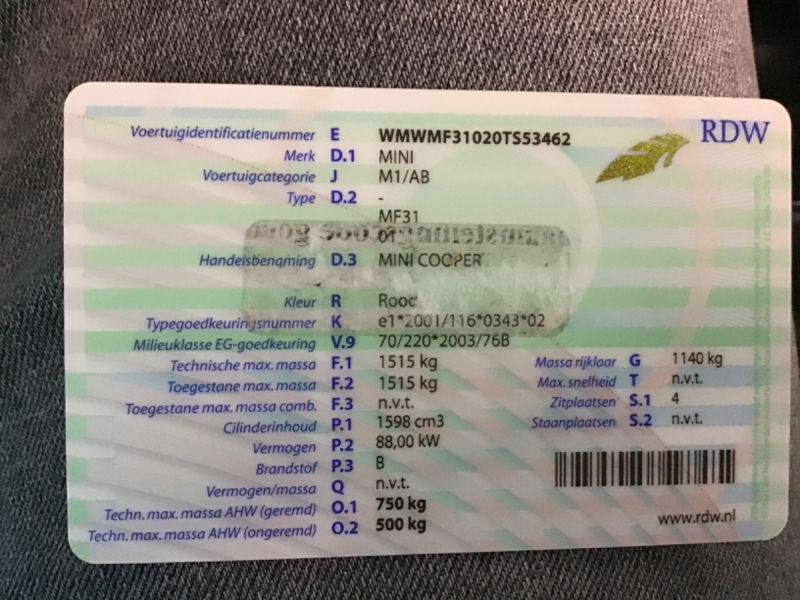 RDW
Voertuigidentificatienummer E WMWMF31020TS53462
Merk D.1 MINI
Voertuigcategorie J M1/AB
Type D.2 -
MF31
01
Handelsbenaming D.3 MINI COOPER
Kleur R Rood
Typegoedkeuringsnummer K e1*2001/116*0343*02
Milieuklasse EG-goedkeuring V.9 70/220*2003/76B
Technische max. massa F.1 1515 kg Massa rijklaar G 1140 kg
Toegestane max. massa F.2 1515 kg Max. snelheid T n.v.t.
Toegestane max. massa comb. F.3 n.v.t. Zitplaatsen S.1 4
Cilinderinhoud P.1 1598 cm3 Staanplaatsen S.2 n.v.t.
Vermogen P.2 88,00 kW
Brandstof P.3 B
Vermogen/massa Q n.v.t.
Techn. max. massa AHW (geremd) O.1 750 kg
Techn. max. massa AHW (ongeremd) O.2 500 kg
www.rdw.nl